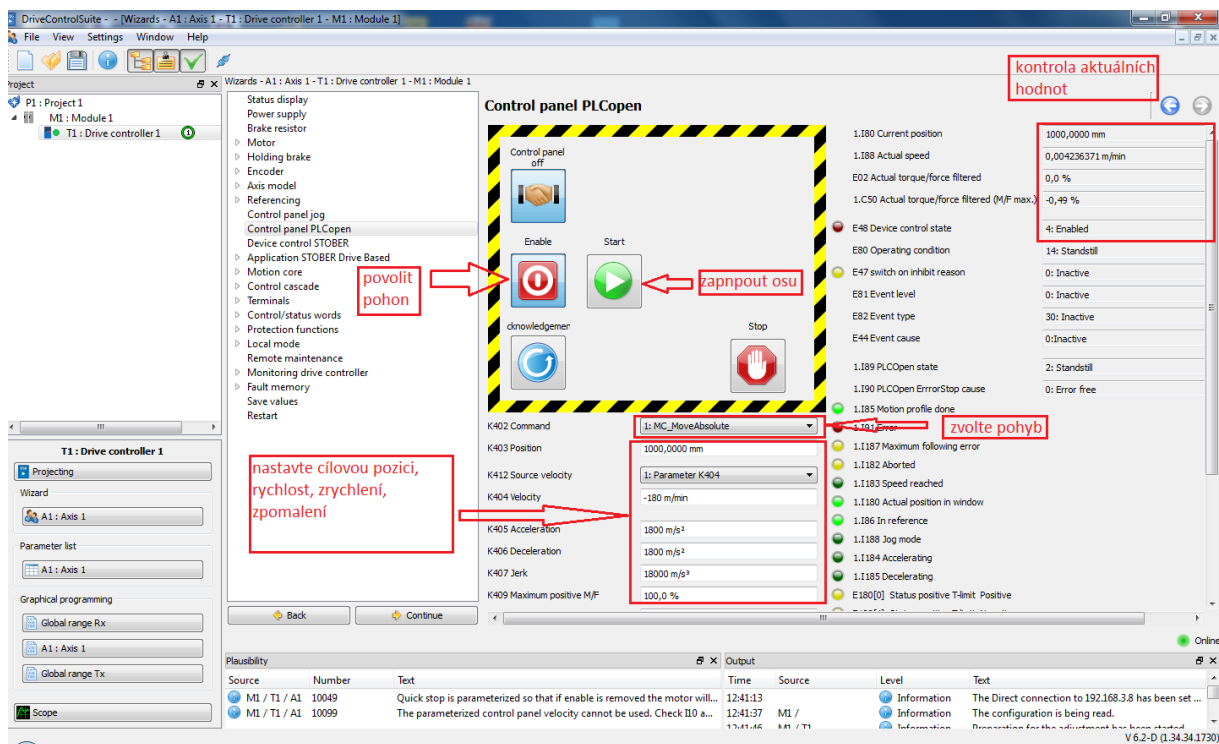 DriveControlSuite - - [Wizards - A1 : Axis 1 - T1 : Drive controller 1 - M1 : Module 1]
File View Settings Window Help
Project
P1 : Project 1
M1 : Module 1
T1 : Drive controller 1
T1 : Drive controller 1
Projecting
Wizard
A1 : Axis 1
Parameter list
A1 : Axis 1
Graphical programming
Global range Rx
A1 : Axis 1
Global range Tx
Scope
Wizards - A1 : Axis 1 - T1 : Drive controller 1 - M1 : Module 1
Status display
Power supply
Brake resistor
Motor
Holding brake
Encoder
Axis model
Referencing
Control panel jog
Control panel PLCopen
Device control STOBER
Application STOBER Drive Based
Motion core
Control cascade
Terminals
Control/status words
Protection functions
Local mode
Remote maintenance
Monitoring drive controller
Fault memory
Save values
Restart
Back
Continue
povolit
pohon
nastavte cílovou pozici,
rychlost, zrychlení,
zpomalení
Control panel PLCopen
Control panel
off
Enable
Start
cknowledgemer
Stop
zapnpout osu
K402 Command 1: MC_MoveAbsolute
K403 Position 1000,0000 mm
K412 Source velocity 1: Parameter K404
K404 Velocity -180 m/min
K405 Acceleration 1800 m/s²
K406 Deceleration 1800 m/s²
K407 Jerk 18000 m/s³
K409 Maximum positive M/F 100,0 %
kontrola aktuálních
hodnot
1.I80 Current position 1000,0000 mm
1.I88 Actual speed 0,004236371 m/min
E02 Actual torque/force filtered 0,0 %
1.C50 Actual torque/force filtered (M/F max.) -0,49 %
E48 Device control state 4: Enabled
E80 Operating condition 14: Standstill
E47 switch on inhibit reason 0: Inactive
E81 Event level 0: Inactive
E82 Event type 30: Inactive
E44 Event cause 0:Inactive
1.I89 PLCOpen state 2: Standstill
1.I90 PLCOpen ErrrorStop cause 0: Error free
1.I85 Motion profile done
1.I91 Error
zvolte pohyb
1.I187 Maximum following error
1.I182 Aborted
1.I183 Speed reached
1.I180 Actual position in window
1.I86 In reference
1.I188 Jog mode
1.I184 Accelerating
1.I185 Decelerating
E180[0] Status positive T-limit Positive
Online
Plausibility
Source Number Text
M1 / T1 / A1 10049 Quick stop is parameterized so that if enable is removed the motor will...
M1 / T1 / A1 10099 The parameterized control panel velocity cannot be used. Check I10 a...
Output
Time Source Level Text
12:41:13 Information The Direct connection to 192.168.3.8 has been set ...
12:41:37 M1 / Information The configuration is being read.
12:41:46 M1 / T1 Information Preparation for the adjustment has been started
V 6.2-D (1.34.34.1730)